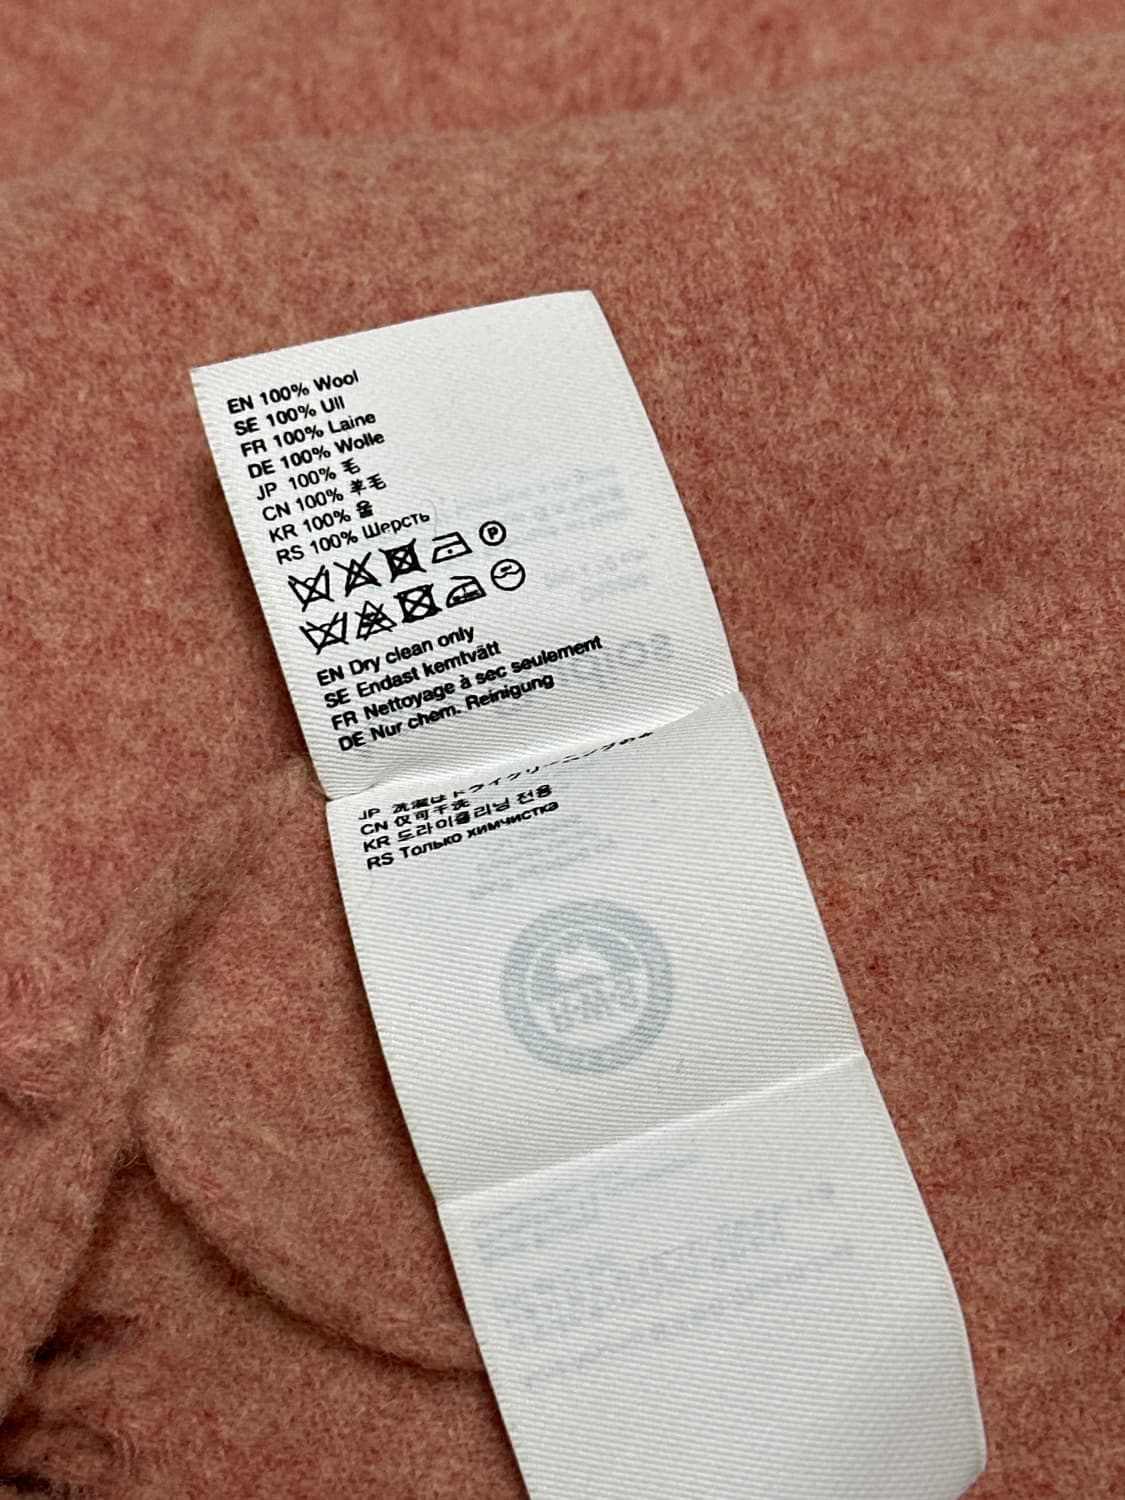 EN 100% Wool
SE 100% Ull
FR 100% Laine
DE 100% Wolle
JP 100% 毛
CN 100% 羊毛
KR 100% 울
RS 100% Шерсть
P
EN Dry clean only
SE Endast kemtvätt
FR Nettoyage à sec seulement
DE Nur chem. Reinigung
JP 洗濯はドライクリーニングのみ
CN 仅可干洗
KR 드라이클리닝 전용
RS Только химчистка